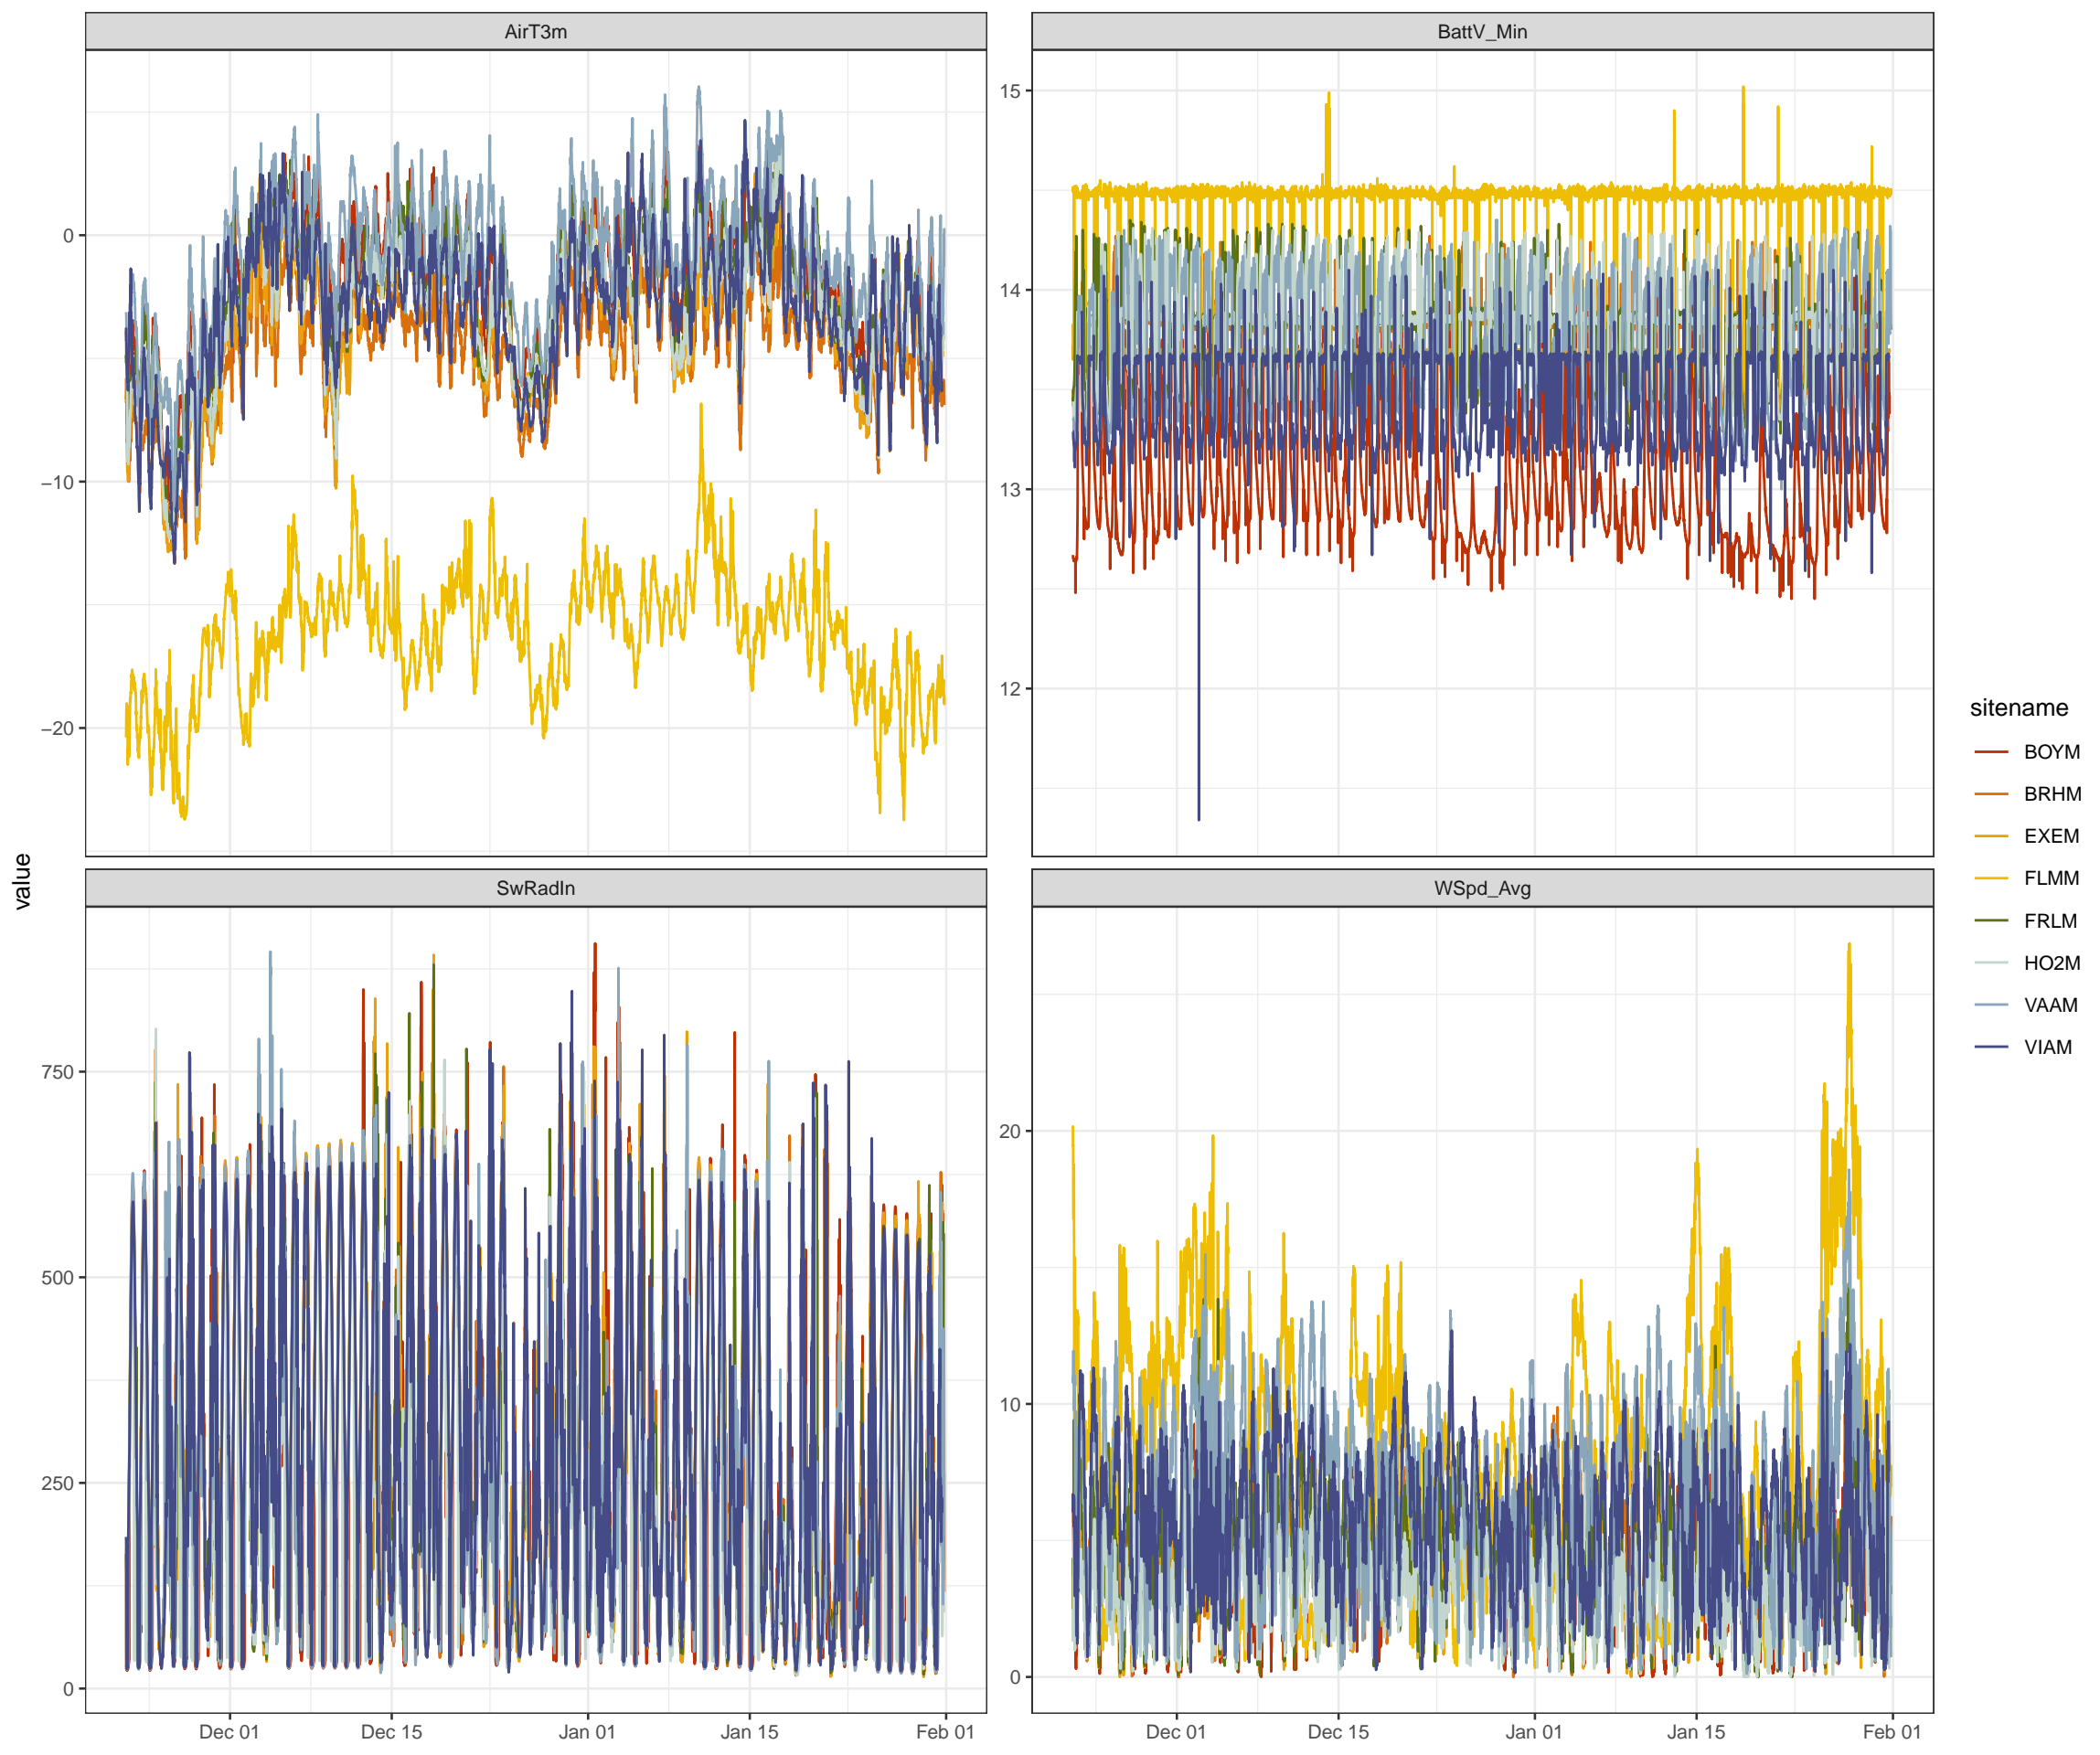 AirT3m
BattV_Min
0
−10
−20
15
14
13
12
SwRadIn
WSpd_Avg
value
750
500
250
0
20
10
0
Dec 01 Dec 15 Jan 01 Jan 15 Feb 01
Dec 01 Dec 15 Jan 01 Jan 15 Feb 01
sitename
BOYM
BRHM
EXEM
FLMM
FRLM
HO2M
VAAM
VIAM